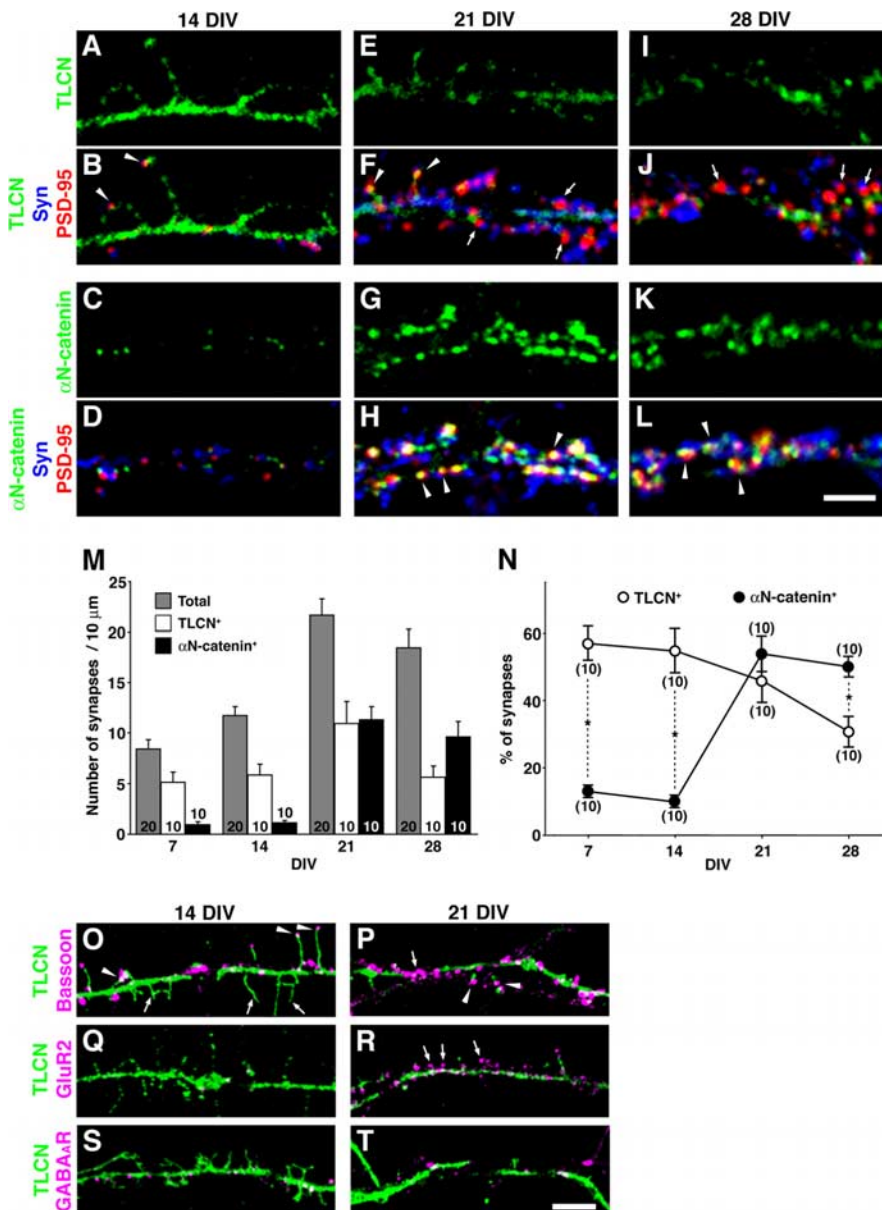 14 DIV 21 DIV 28 DIV
A E I
TLCN
B F J
TLCN Syn PSD-95
C G K
αN-catenin
D H L
αN-catenin Syn PSD-95
M
Number of synapses / 10 μm
25
20
15
10
5
0
Total
TLCN⁺
αN-catenin⁺
10 10
20 10 20 10 20 10 10 20 10 10
7 14 21 28
DIV
N
% of synapses
60
40
20
0
TLCN⁺ αN-catenin⁺
(10) (10) (10) (10)
* * *
(10) (10) (10) (10)
7 14 21 28
DIV
14 DIV 21 DIV
O P
TLCN Bassoon
Q R
TLCN GluR2
S T
TLCN GABAAR